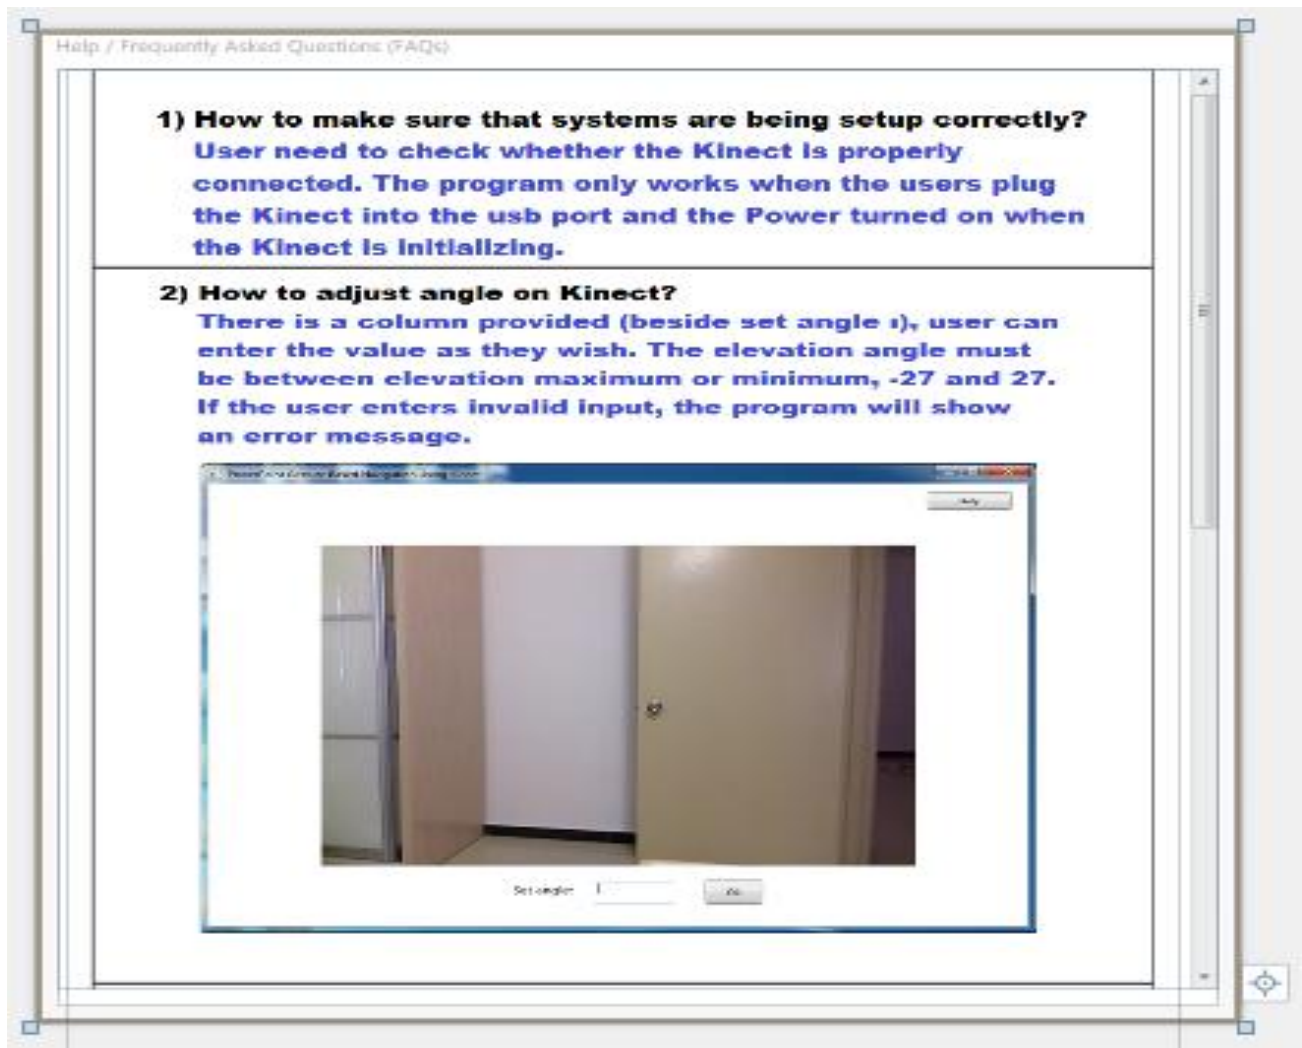 Help / Frequently Asked Questions (FAQs)
1) How to make sure that systems are being setup correctly?
User need to check whether the Kinect is properly
connected. The program only works when the users plug
the Kinect into the usb port and the Power turned on when
the Kinect is initializing.
2) How to adjust angle on Kinect?
There is a column provided (beside set angle ı), user can
enter the value as they wish. The elevation angle must
be between elevation maximum or minimum, -27 and 27.
If the user enters invalid input, the program will show
an error message.
Help
Set angle: